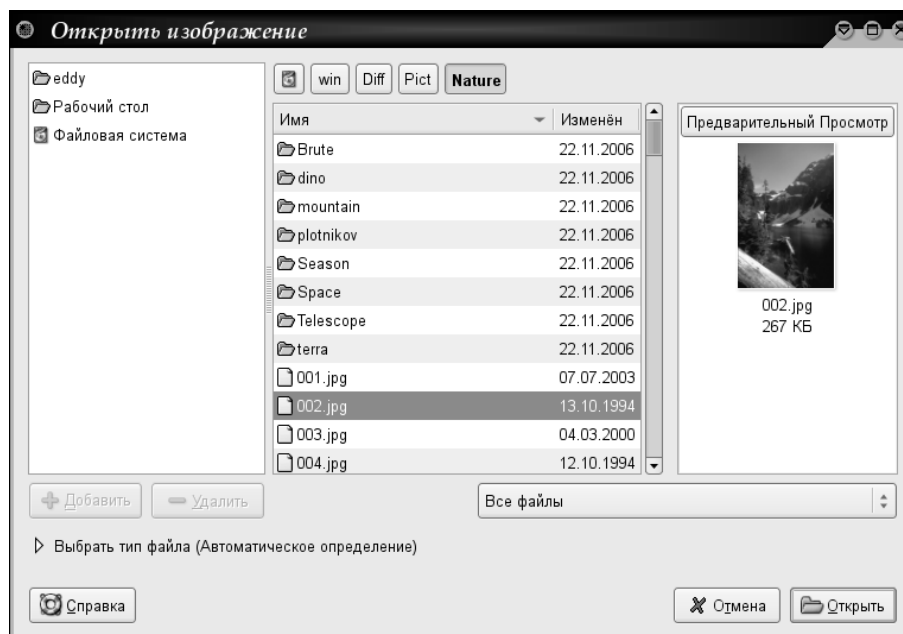 Открыть изображение
eddy
Рабочий стол
Файловая система
win Diff Pict Nature
Имя Изменён
Brute 22.11.2006
dino 22.11.2006
mountain 22.11.2006
plotnikov 22.11.2006
Season 22.11.2006
Space 22.11.2006
Telescope 22.11.2006
terra 22.11.2006
001.jpg 07.07.2003
002.jpg 13.10.1994
003.jpg 04.03.2000
004.jpg 12.10.1994
Предварительный Просмотр
002.jpg
267 КБ
Добавить Удалить
Все файлы
Выбрать тип файла (Автоматическое определение)
Справка Отмена Открыть